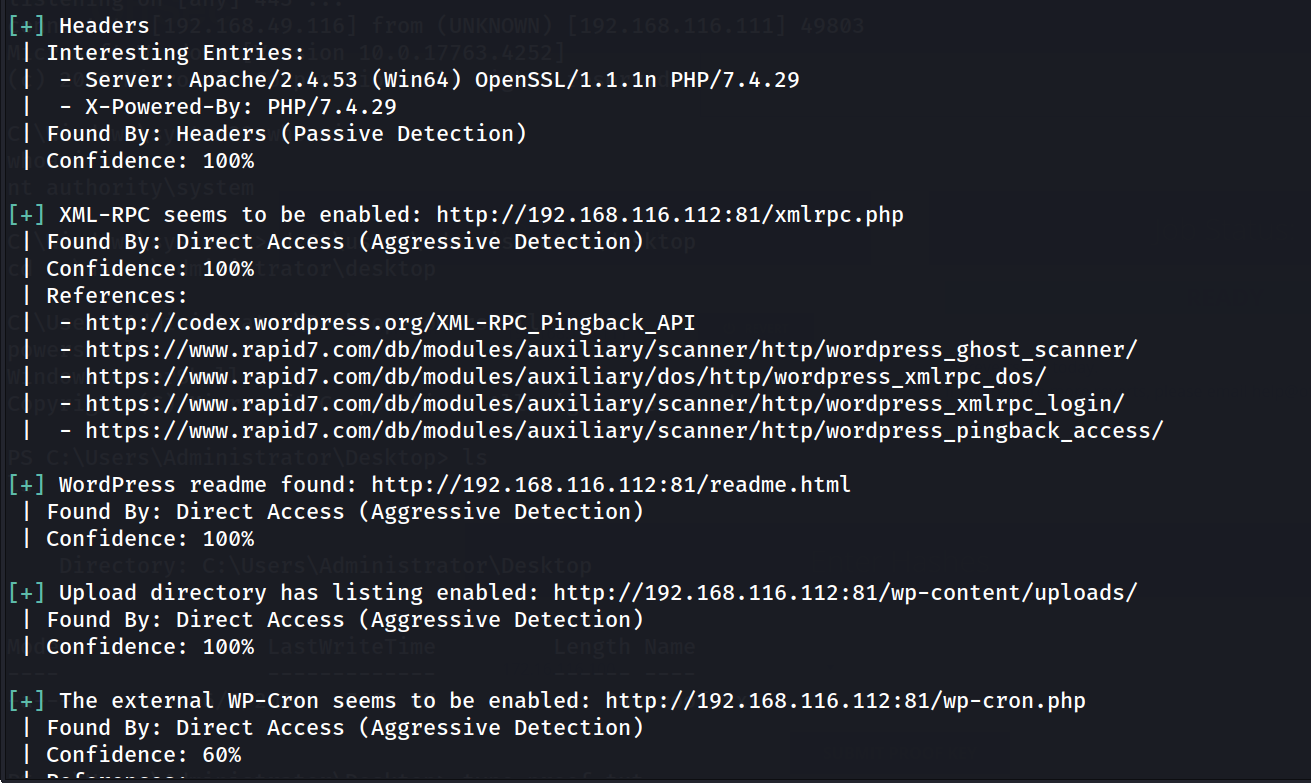 [+] Headers
| Interesting Entries:
|  - Server: Apache/2.4.53 (Win64) OpenSSL/1.1.1n PHP/7.4.29
|  - X-Powered-By: PHP/7.4.29
| Found By: Headers (Passive Detection)
| Confidence: 100%
[+] XML-RPC seems to be enabled: http://192.168.116.112:81/xmlrpc.php
| Found By: Direct Access (Aggressive Detection)
| Confidence: 100%
| References:
|  - http://codex.wordpress.org/XML-RPC_Pingback_API
|  - https://www.rapid7.com/db/modules/auxiliary/scanner/http/wordpress_ghost_scanner/
|  - https://www.rapid7.com/db/modules/auxiliary/dos/http/wordpress_xmlrpc_dos/
|  - https://www.rapid7.com/db/modules/auxiliary/scanner/http/wordpress_xmlrpc_login/
|  - https://www.rapid7.com/db/modules/auxiliary/scanner/http/wordpress_pingback_access/
[+] WordPress readme found: http://192.168.116.112:81/readme.html
| Found By: Direct Access (Aggressive Detection)
| Confidence: 100%
[+] Upload directory has listing enabled: http://192.168.116.112:81/wp-content/uploads/
| Found By: Direct Access (Aggressive Detection)
| Confidence: 100%
[+] The external WP-Cron seems to be enabled: http://192.168.116.112:81/wp-cron.php
| Found By: Direct Access (Aggressive Detection)
| Confidence: 60%